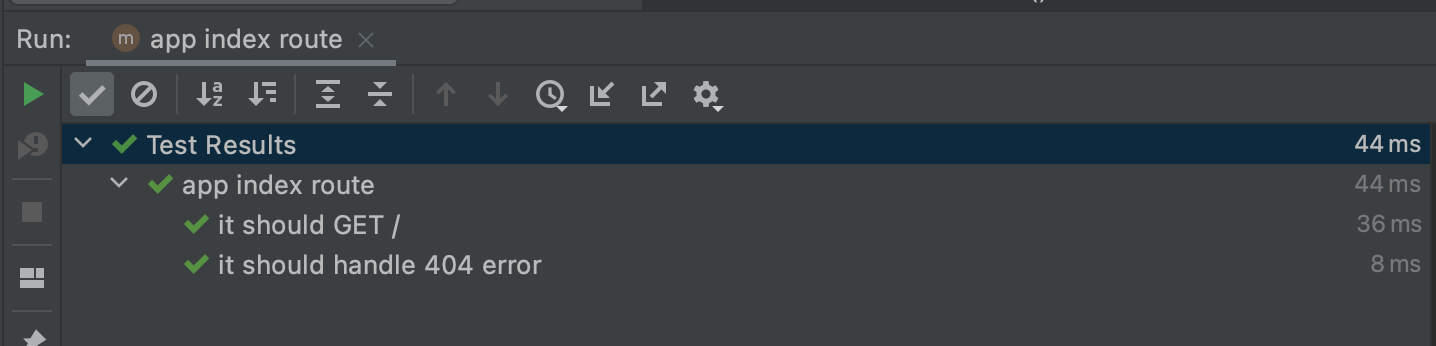 Run: m app index route
Test Results 44 ms
app index route 44 ms
it should GET / 36 ms
it should handle 404 error 8 ms